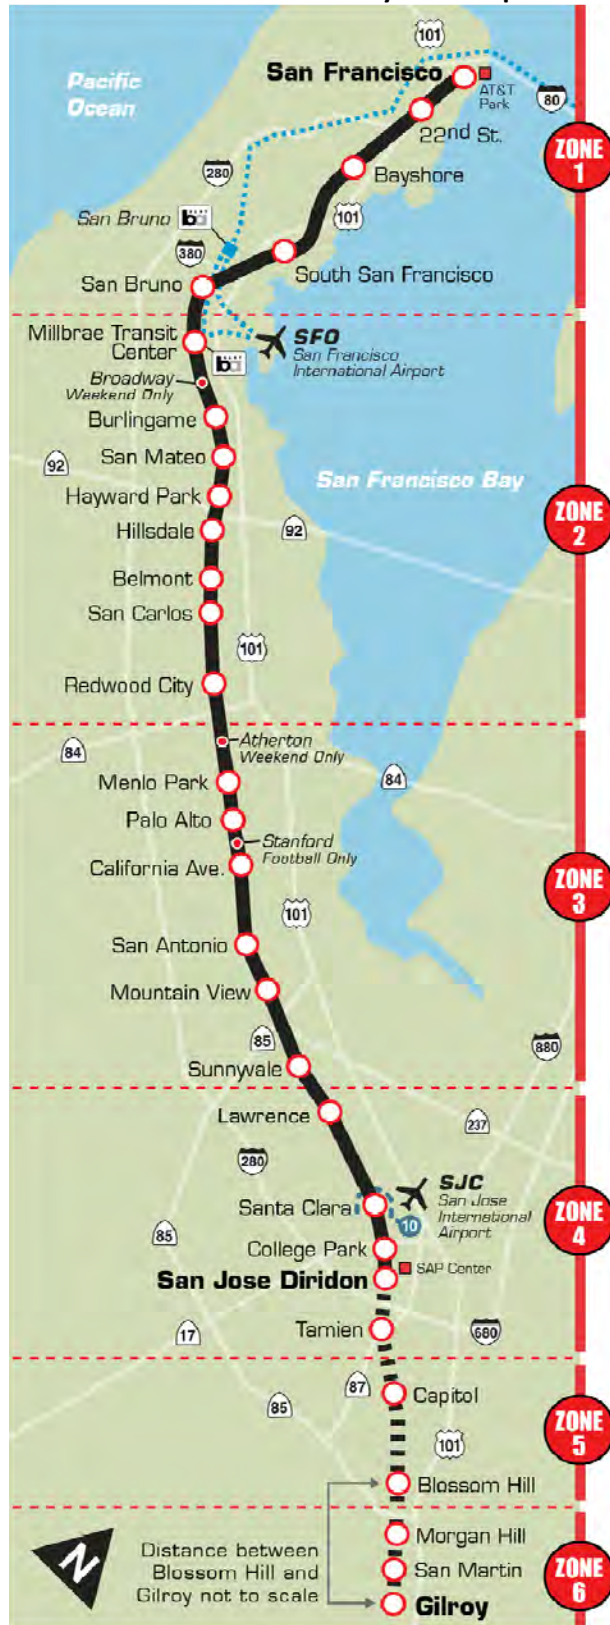 101
San Francisco
AT&T
Park
Pacific
Ocean
80
22nd St.
ZONE
1
280
Bayshore
101
San Bruno
ba
380
South San Francisco
San Bruno
Millbrae Transit
Center
ba
SFO
San Francisco
International Airport
Broadway
Weekend Only
Burlingame
92
San Mateo
San Francisco Bay
Hayward Park
ZONE
2
Hillsdale
92
Belmont
San Carlos
101
Redwood City
84
Atherton
Weekend Only
Menlo Park
84
Palo Alto
Stanford
Football Only
California Ave.
ZONE
3
101
San Antonio
Mountain View
85
880
Sunnyvale
Lawrence
237
280
SJC
San Jose
International
Airport
Santa Clara
10
ZONE
4
85
College Park
SAP Center
San Jose Diridon
17
Tamien
680
87
Capitol
85
ZONE
5
101
Blossom Hill
N
Distance between
Blossom Hill and
Gilroy not to scale
Morgan Hill
San Martin
ZONE
6
Gilroy